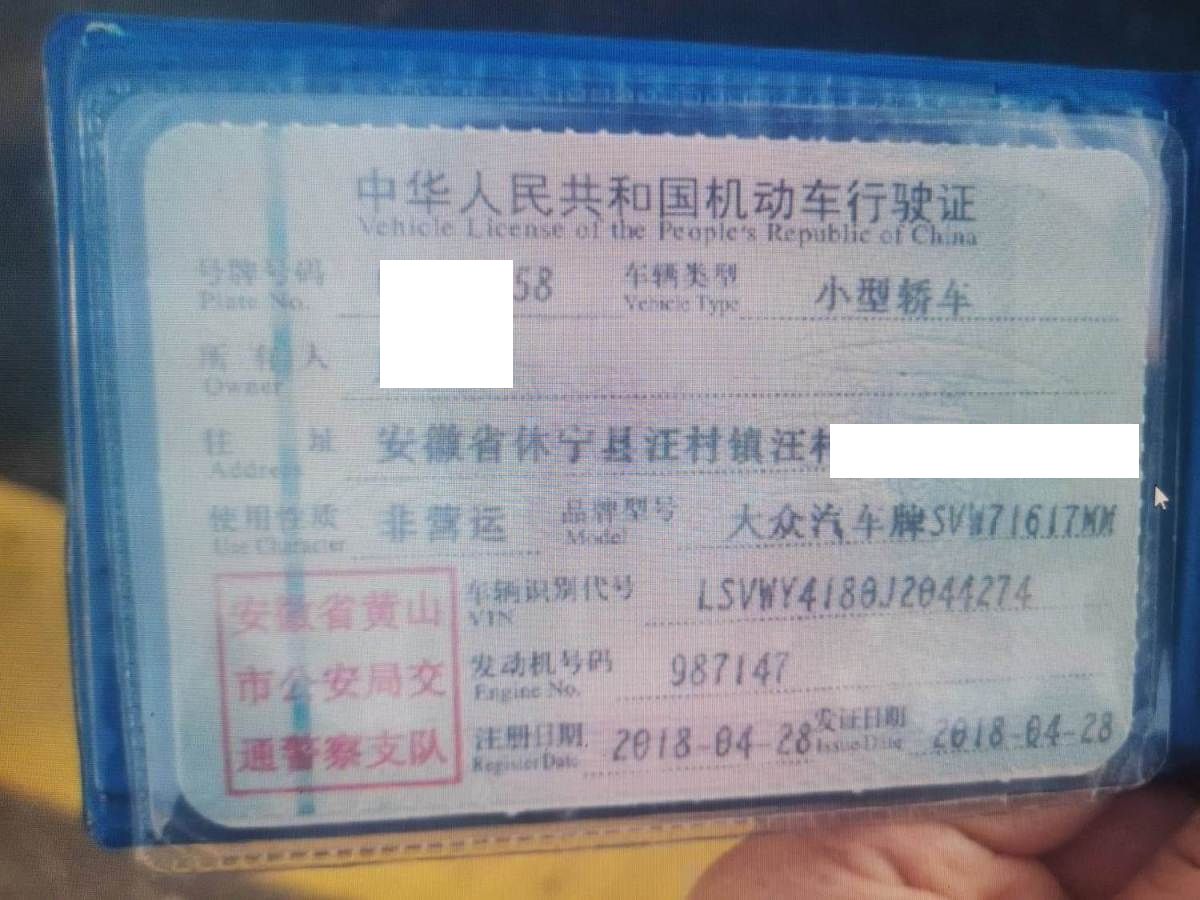 中华人民共和国机动车行驶证
Vehicle License of the People's Republic of China
号牌号码 58 车辆类型 小型轿车
Plate No. Vehicle Type
所有人
Owner
住址 安徽省休宁县汪村镇汪村
Address
使用性质 非营运 品牌型号 大众汽车牌SVW71617MM
Use Character Model
车辆识别代号 LSVWY4180J2044274
VIN
发动机号码 987147
Engine No.
注册日期 2018-04-28 发证日期 2018-04-28
Register Date Issue Date
安徽省黄山
市公安局交
通警察支队